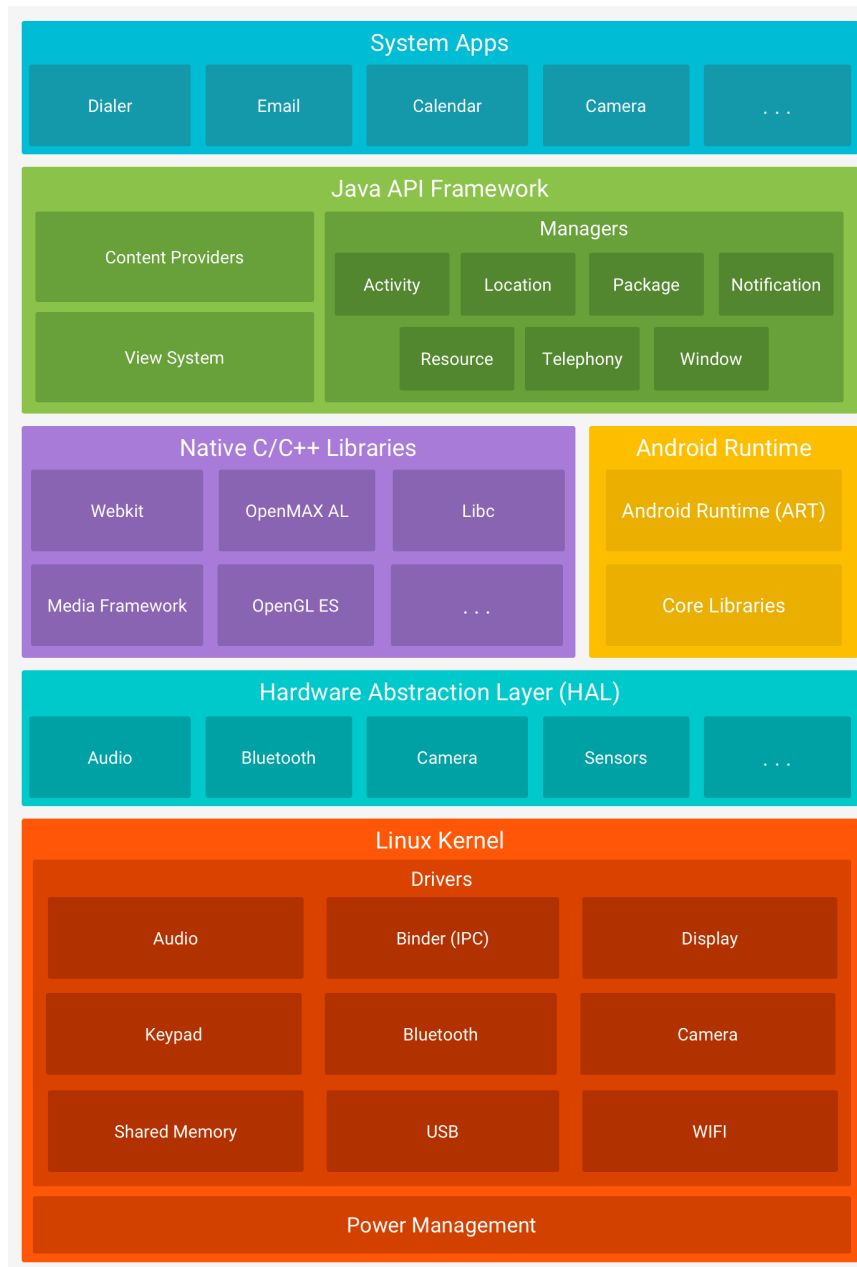 System Apps
Dialer
Email
Calendar
Camera
. . .
Java API Framework
Content Providers
View System
Managers
Activity
Location
Package
Notification
Resource
Telephony
Window
Native C/C++ Libraries
Webkit
OpenMAX AL
Libc
Media Framework
OpenGL ES
. . .
Android Runtime
Android Runtime (ART)
Core Libraries
Hardware Abstraction Layer (HAL)
Audio
Bluetooth
Camera
Sensors
. . .
Linux Kernel
Drivers
Audio
Binder (IPC)
Display
Keypad
Bluetooth
Camera
Shared Memory
USB
WIFI
Power Management